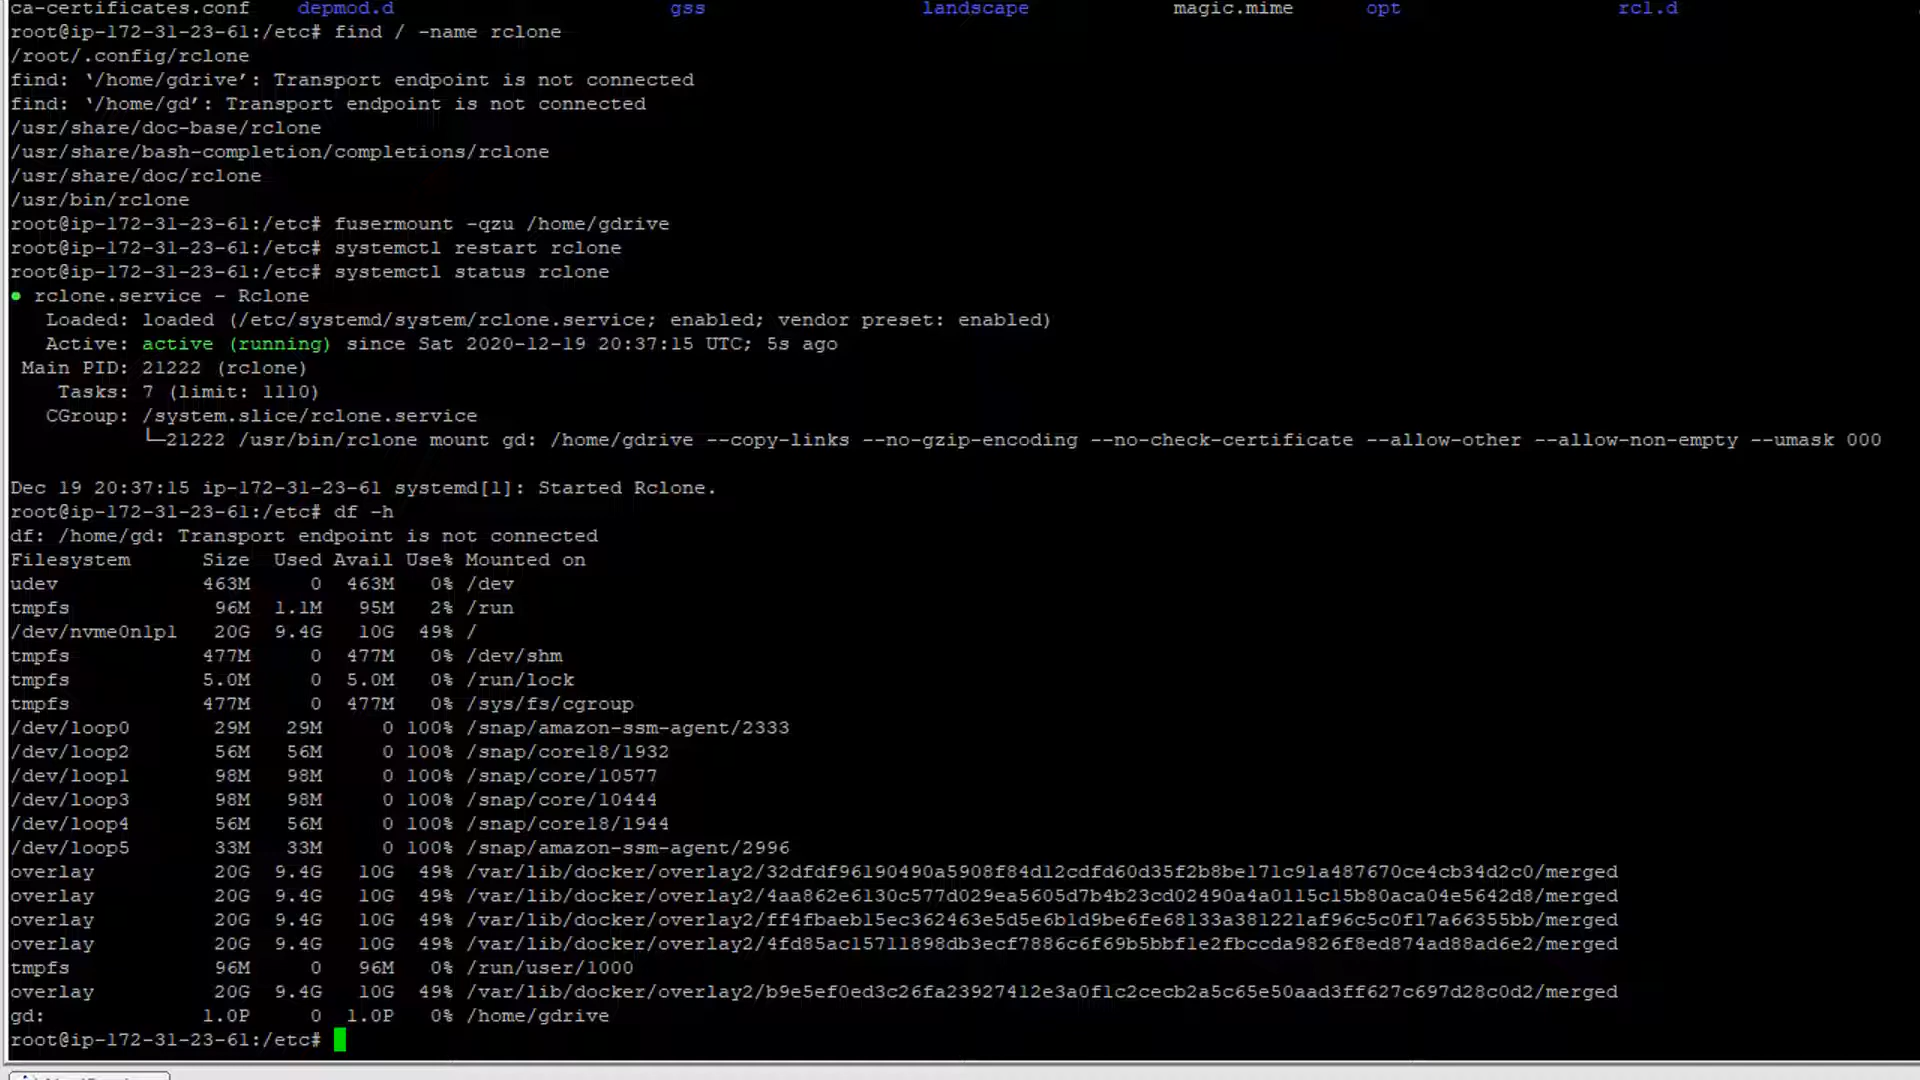 ca-certificates.conf    depmod.d                       gss                  landscape            magic.mime      opt                  rc1.d
root@ip-172-31-23-61:/etc# find / -name rclone
/root/.config/rclone
find: ‘/home/gdrive’: Transport endpoint is not connected
find: ‘/home/gd’: Transport endpoint is not connected
/usr/share/doc-base/rclone
/usr/share/bash-completion/completions/rclone
/usr/share/doc/rclone
/usr/bin/rclone
root@ip-172-31-23-61:/etc# fusermount -qzu /home/gdrive
root@ip-172-31-23-61:/etc# systemctl restart rclone
root@ip-172-31-23-61:/etc# systemctl status rclone
● rclone.service - Rclone
   Loaded: loaded (/etc/systemd/system/rclone.service; enabled; vendor preset: enabled)
   Active: active (running) since Sat 2020-12-19 20:37:15 UTC; 5s ago
 Main PID: 21222 (rclone)
    Tasks: 7 (limit: 1110)
   CGroup: /system.slice/rclone.service
           └─21222 /usr/bin/rclone mount gd: /home/gdrive --copy-links --no-gzip-encoding --no-check-certificate --allow-other --allow-non-empty --umask 000
Dec 19 20:37:15 ip-172-31-23-61 systemd[1]: Started Rclone.
root@ip-172-31-23-61:/etc# df -h
df: /home/gd: Transport endpoint is not connected
Filesystem      Size  Used Avail Use% Mounted on
udev            463M     0  463M   0% /dev
tmpfs            96M  1.1M   95M   2% /run
/dev/nvme0n1p1   20G  9.4G   10G  49% /
tmpfs           477M     0  477M   0% /dev/shm
tmpfs           5.0M     0  5.0M   0% /run/lock
tmpfs           477M     0  477M   0% /sys/fs/cgroup
/dev/loop0       29M   29M     0 100% /snap/amazon-ssm-agent/2333
/dev/loop2       56M   56M     0 100% /snap/core18/1932
/dev/loop1       98M   98M     0 100% /snap/core/10577
/dev/loop3       98M   98M     0 100% /snap/core/10444
/dev/loop4       56M   56M     0 100% /snap/core18/1944
/dev/loop5       33M   33M     0 100% /snap/amazon-ssm-agent/2996
overlay          20G  9.4G   10G  49% /var/lib/docker/overlay2/32dfdf96190490a5908f84d12cdfd60d35f2b8be171c91a487670ce4cb34d2c0/merged
overlay          20G  9.4G   10G  49% /var/lib/docker/overlay2/4aa862e6130c577d029ea5605d7b4b23cd02490a4a0115c15b80aca04e5642d8/merged
overlay          20G  9.4G   10G  49% /var/lib/docker/overlay2/ff4fbaeb15ec362463e5d5e6b1d9be6fe68133a381221af96c5c0f17a66355bb/merged
overlay          20G  9.4G   10G  49% /var/lib/docker/overlay2/4fd85ac15711898db3ecf7886c6f69b5bbf1e2fbccda9826f8ed874ad88ad6e2/merged
tmpfs            96M     0   96M   0% /run/user/1000
overlay          20G  9.4G   10G  49% /var/lib/docker/overlay2/b9e5ef0ed3c26fa23927412e3a0f1c2cecb2a5c65e50aad3ff627c697d28c0d2/merged
gd:             1.0P     0  1.0P   0% /home/gdrive
root@ip-172-31-23-61:/etc#